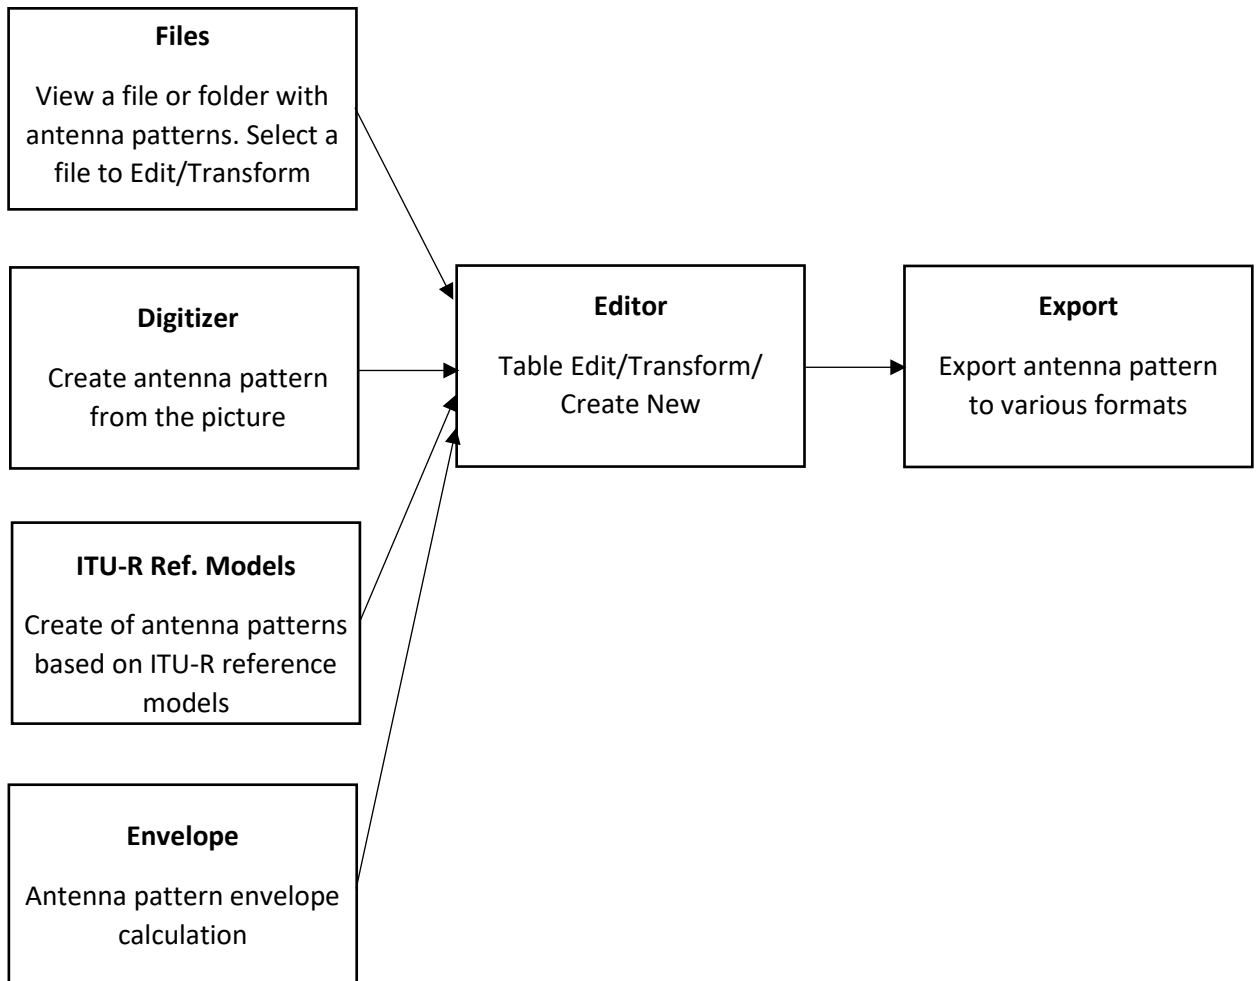 Files
View a file or folder with
antenna patterns. Select a
file to Edit/Transform
Digitizer
Create antenna pattern
from the picture
ITU-R Ref. Models
Create of antenna patterns
based on ITU-R reference
models
Envelope
Antenna pattern envelope
calculation
Editor
Table Edit/Transform/
Create New
Export
Export antenna pattern
to various formats